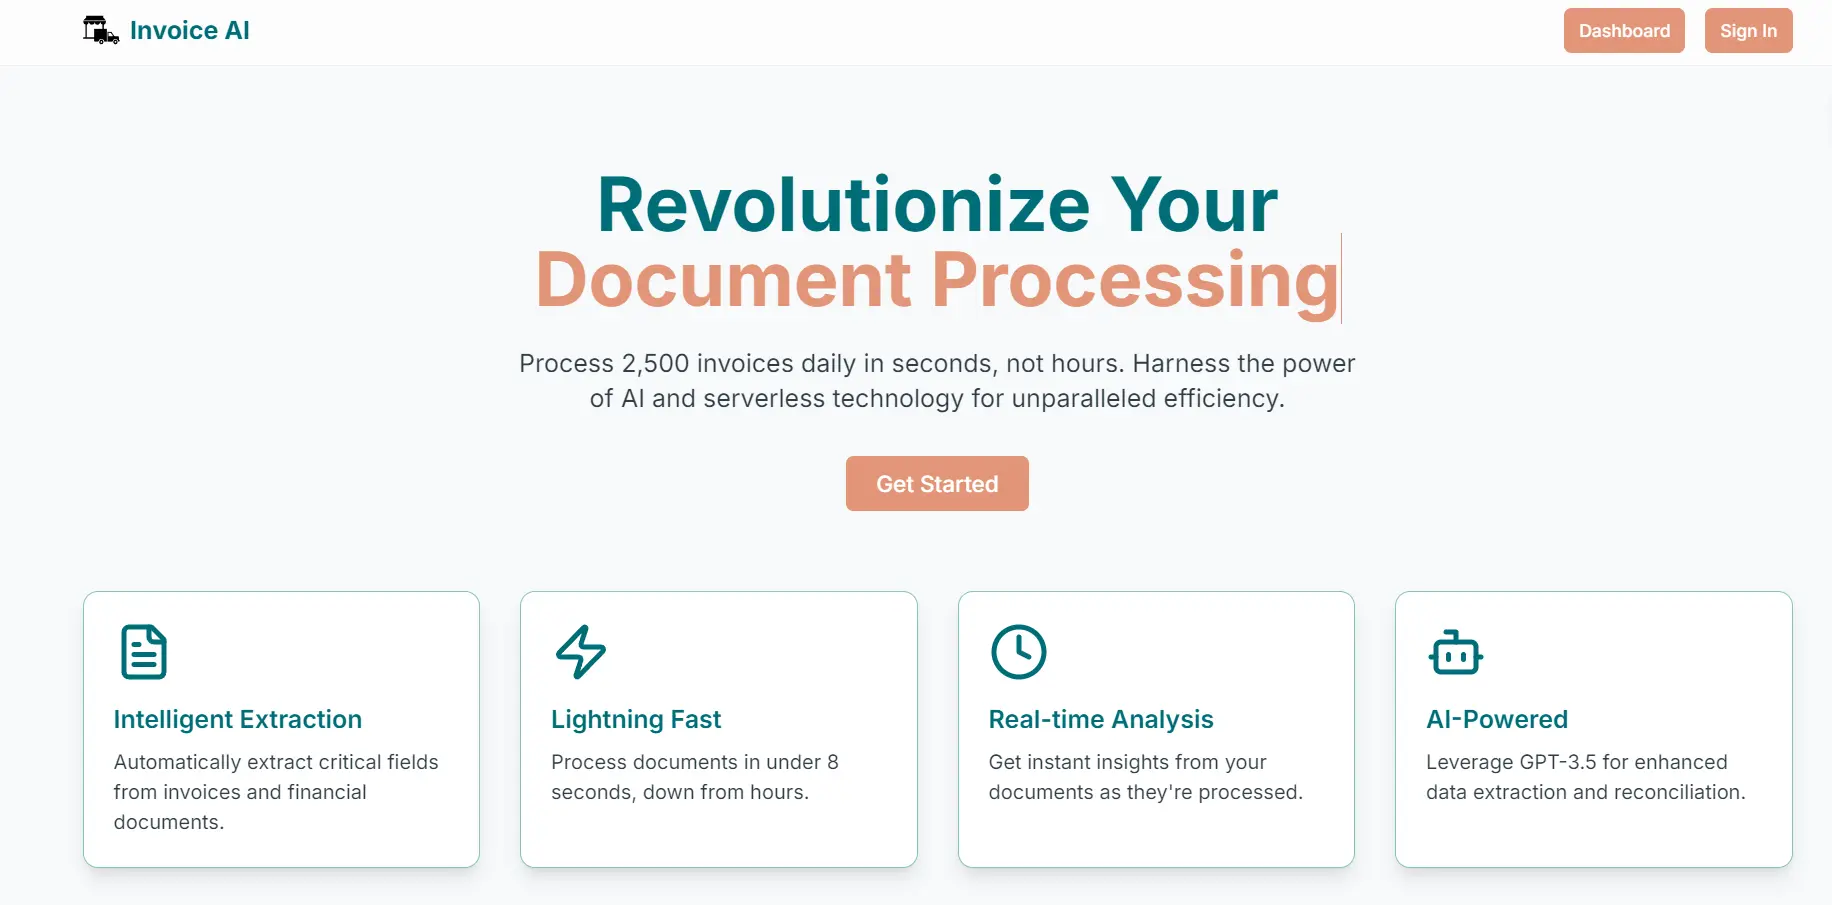 Invoice AI
Dashboard
Sign In
Revolutionize Your
Document Processing
Process 2,500 invoices daily in seconds, not hours. Harness the power
of AI and serverless technology for unparalleled efficiency.
Get Started
Intelligent Extraction
Automatically extract critical fields
from invoices and financial
documents.
Lightning Fast
Process documents in under 8
seconds, down from hours.
Real-time Analysis
Get instant insights from your
documents as they're processed.
AI-Powered
Leverage GPT-3.5 for enhanced
data extraction and reconciliation.